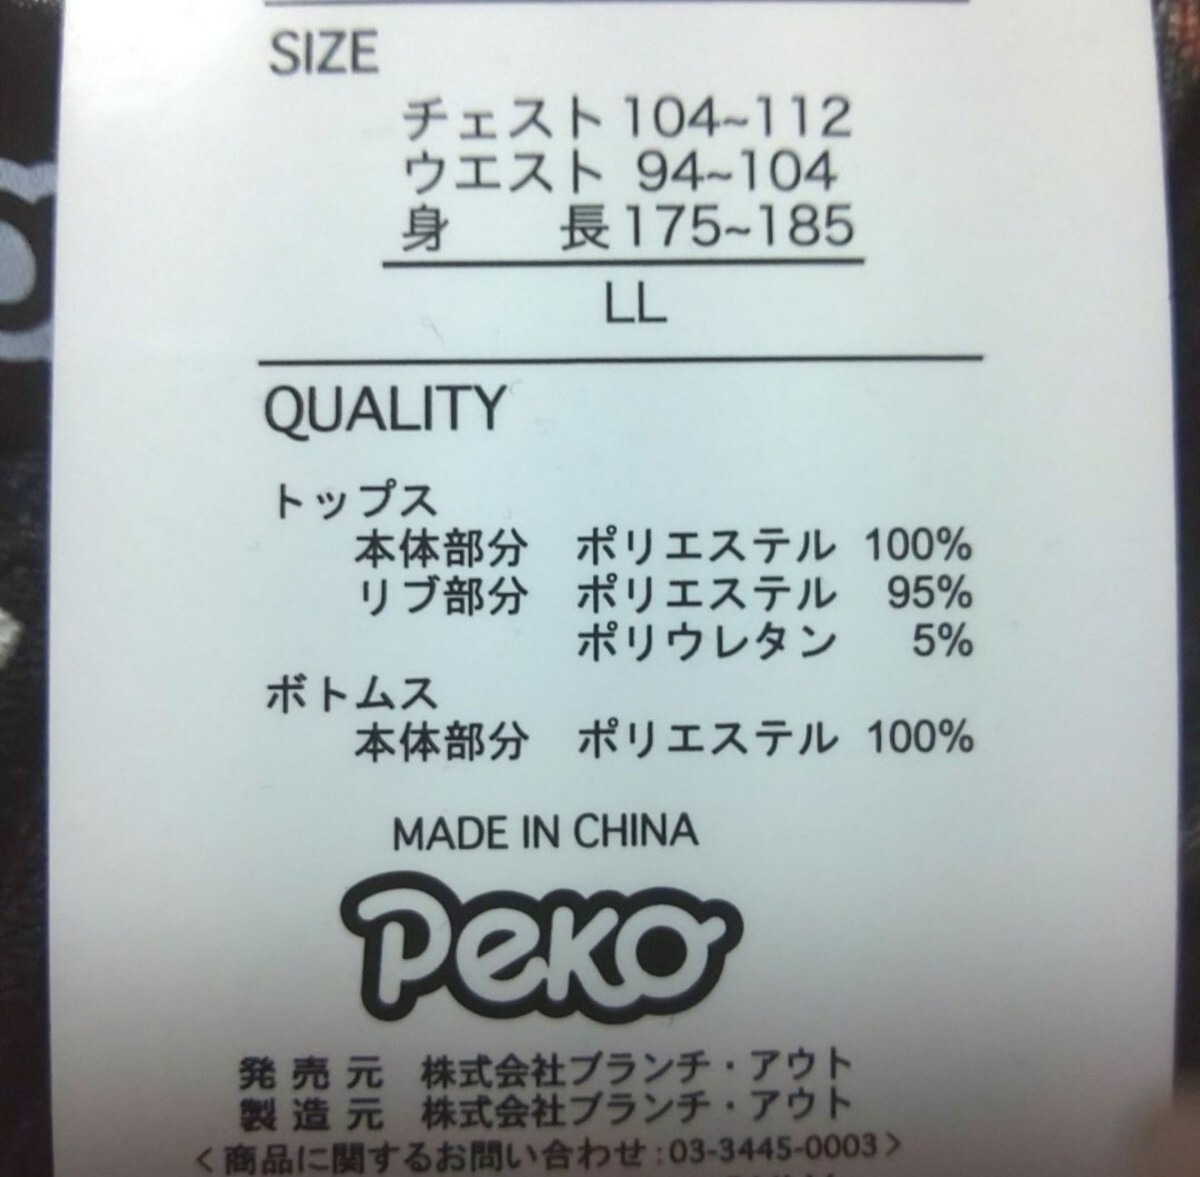 SIZE
チェスト 104~112
ウエスト 94~104
身　　長 175~185
LL
QUALITY
トップス
本体部分　ポリエステル 100%
リブ部分　ポリエステル 95%
ポリウレタン 5%
ボトムス
本体部分　ポリエステル 100%
MADE IN CHINA
Peko
発売元　株式会社ブランチ・アウト
製造元　株式会社ブランチ・アウト
＜商品に関するお問い合わせ:03-3445-0003＞